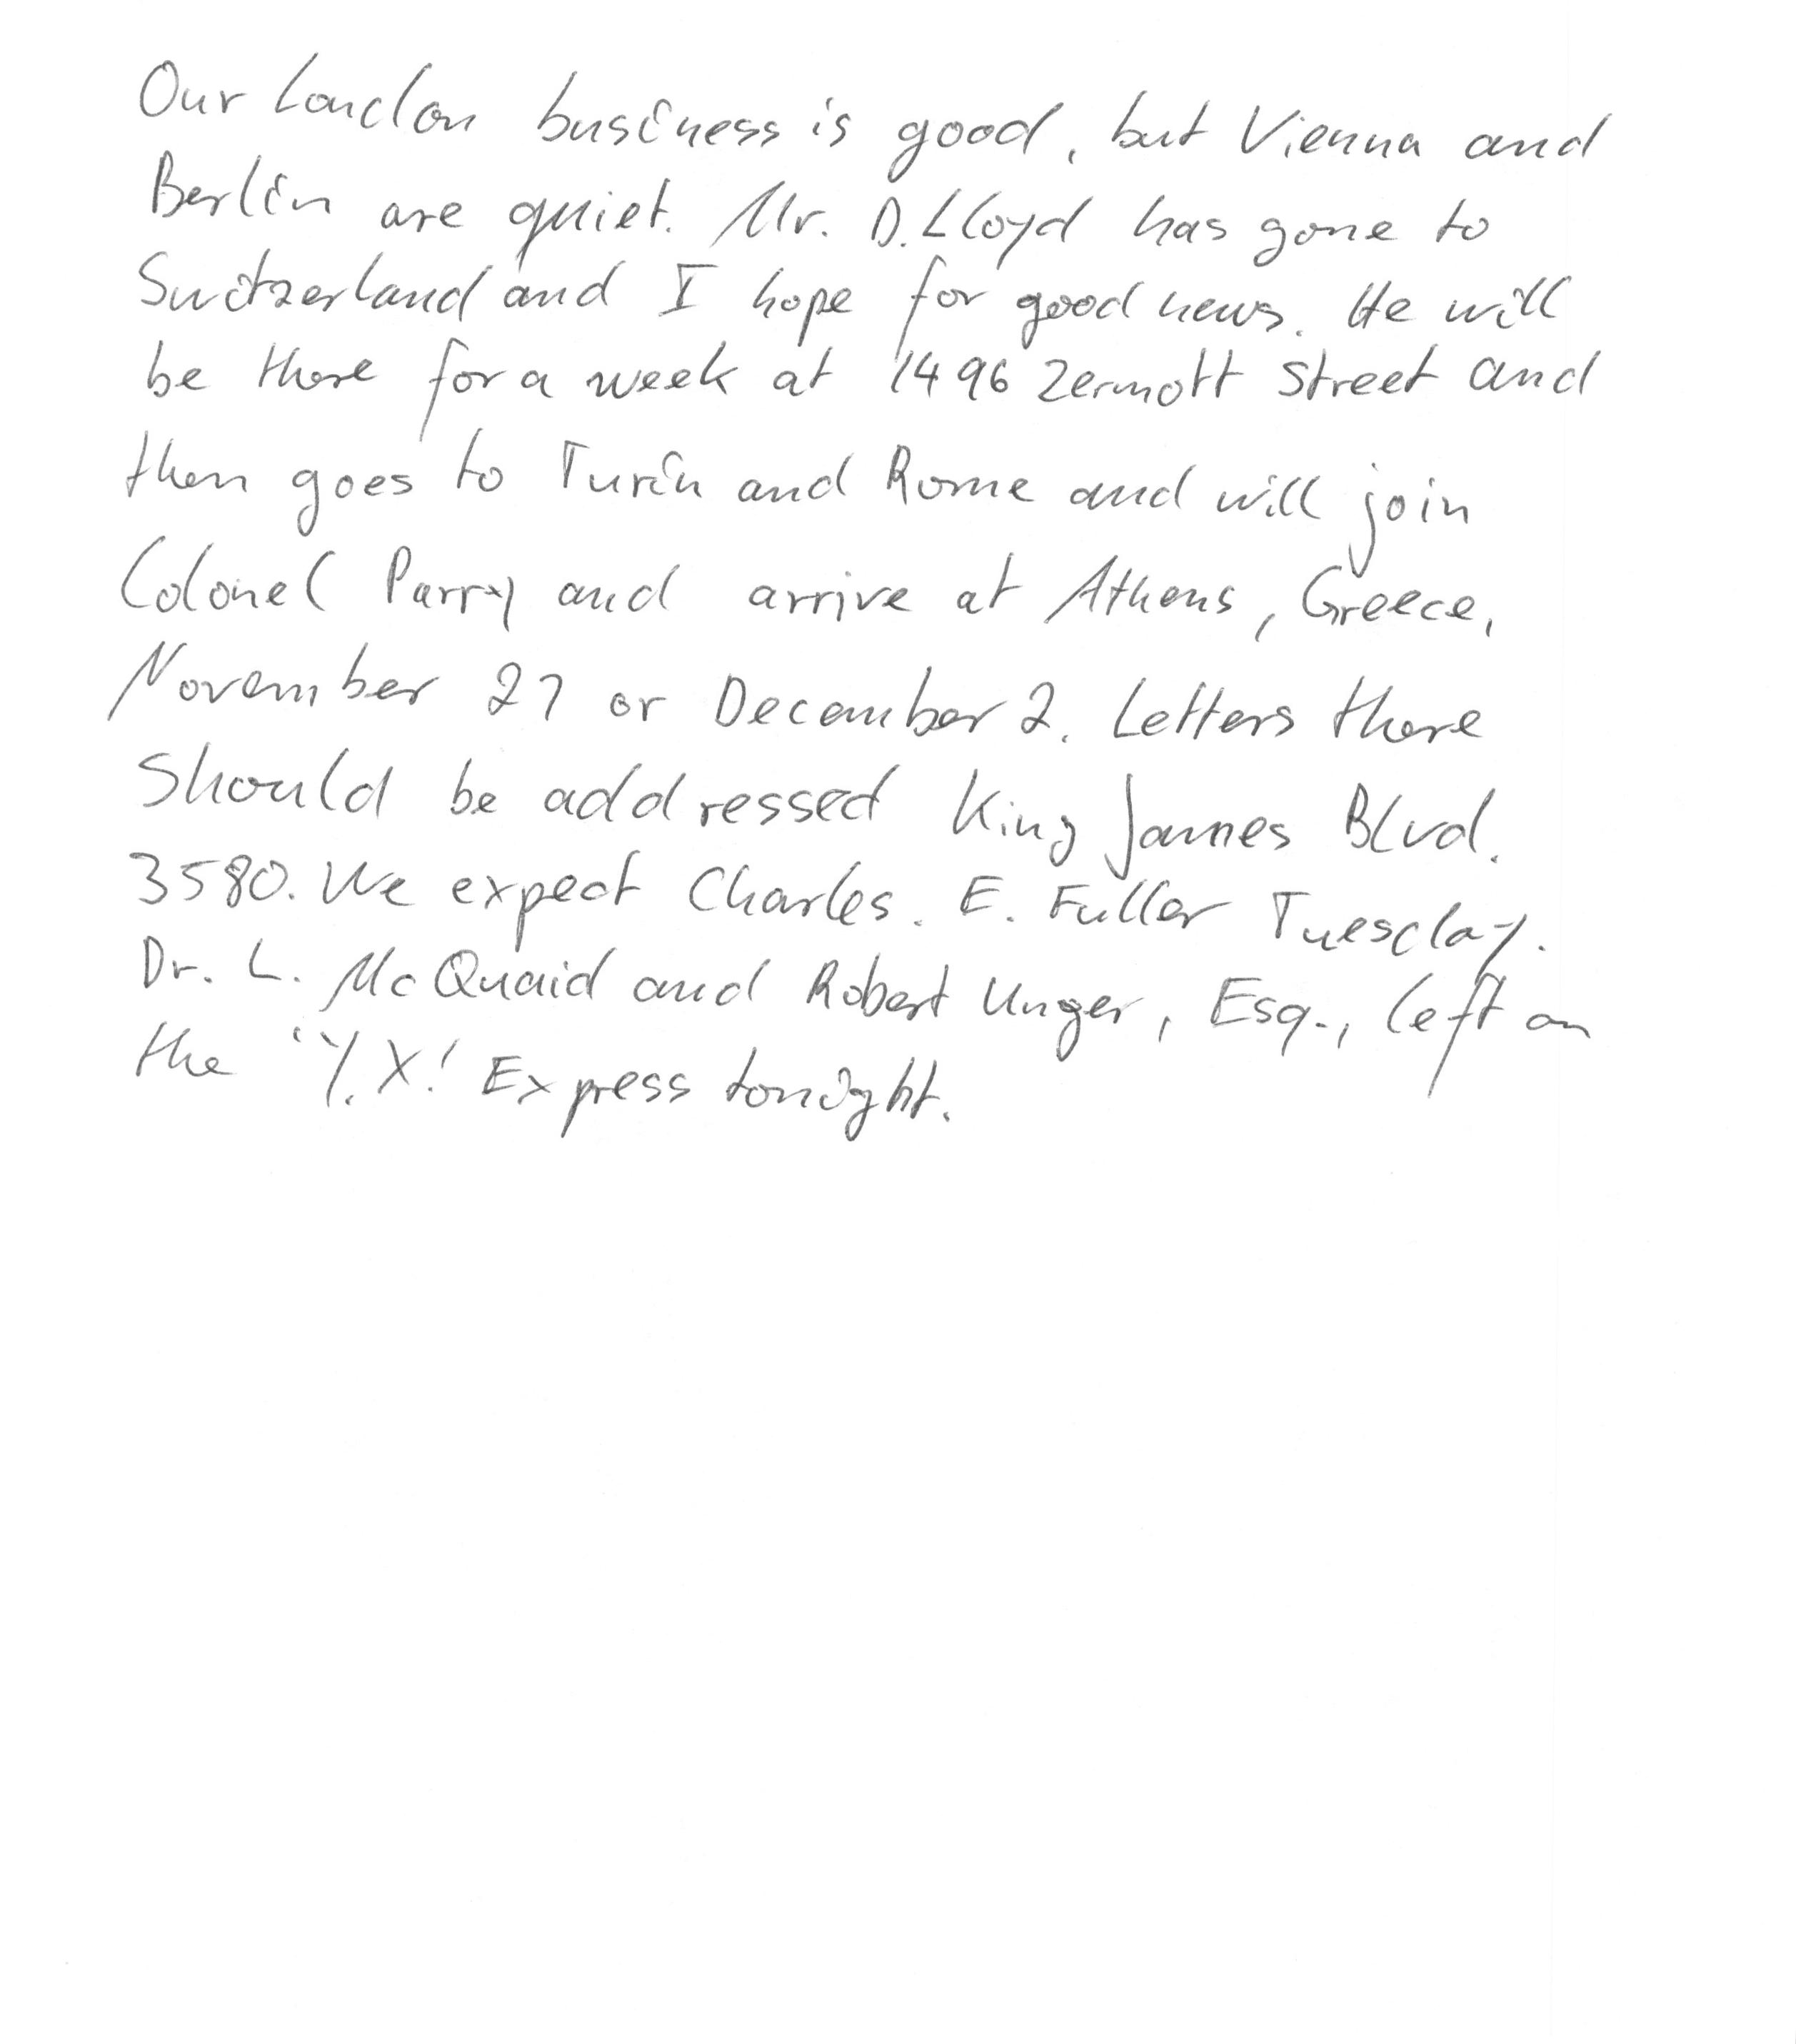 Our London business is good, but Vienna and
Berlin are quiet. Mr. D. Lloyd has gone to
Switzerland and I hope for good news. He will
be there for a week at 1496 Zermott Street and
then goes to Turin and Rome and will join
Colonel Parry and arrive at Athens, Greece,
November 27 or December 2. Letters there
Should be addressed King James Blvd.
3580. We expect Charles. E. Fuller Tuesday.
Dr. L. McQuaid and Robert Unger, Esq., left on
the 'Y.X.' Express tonight.